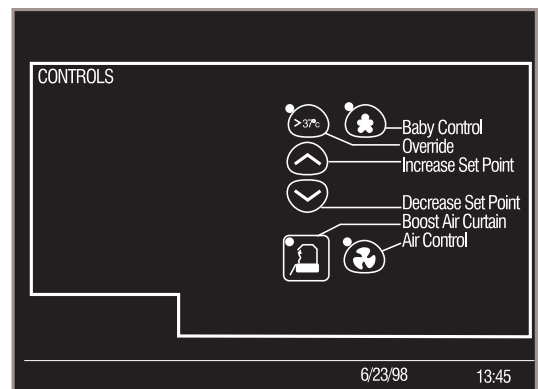 CONTROLS
>37°c
Baby Control
Override
Increase Set Point
Decrease Set Point
Boost Air Curtain
Air Control
6/23/98 13:45